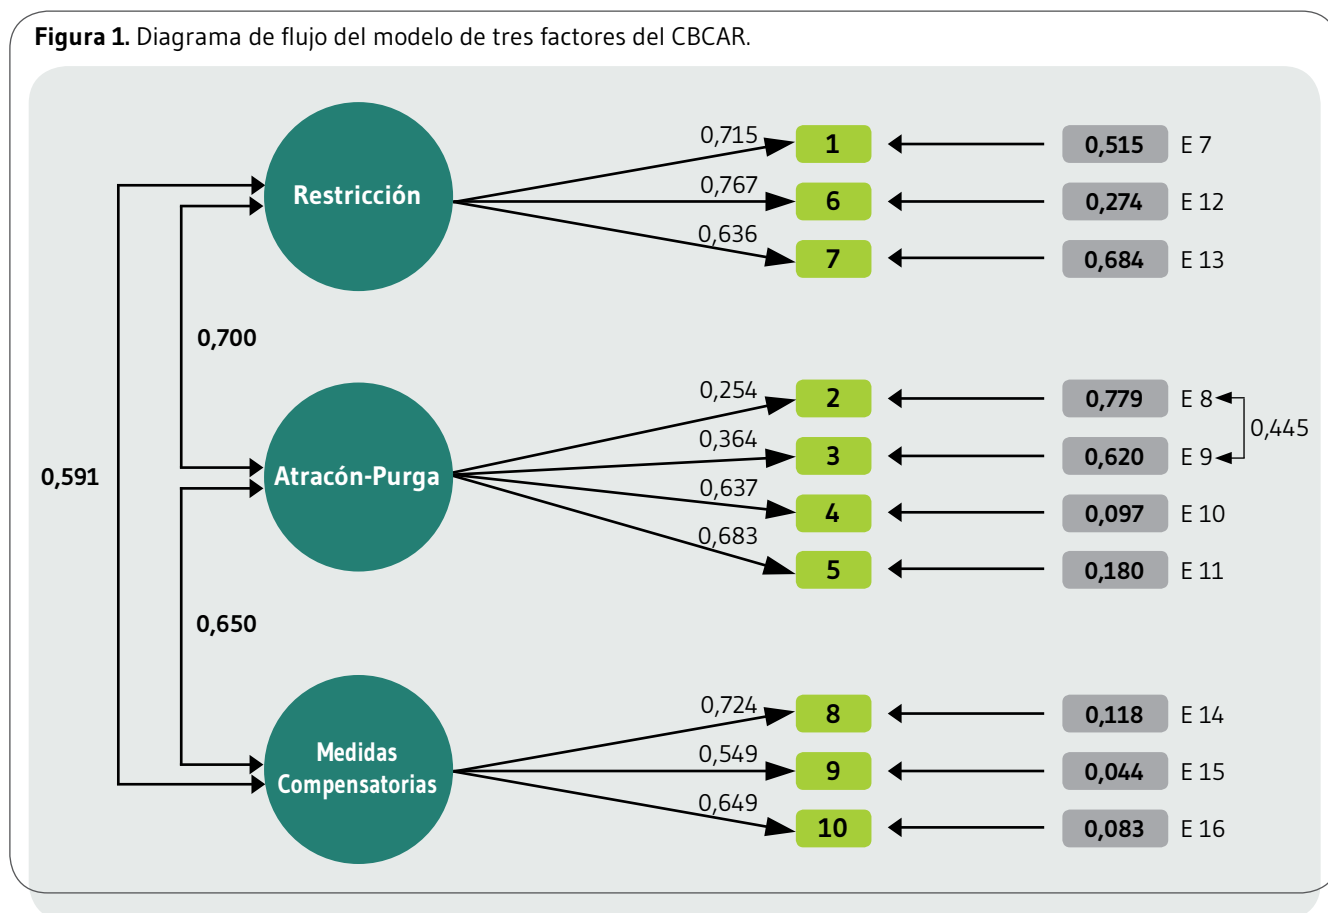 Figura 1. Diagrama de flujo del modelo de tres factores del CBCAR.
0,715 1 0,515 E 7
Restricción 0,767 6 0,274 E 12
0,636 7 0,684 E 13
0,700
0,254 2 0,779 E 8
0,445
0,364 3 0,620 E 9
0,591 Atracón-Purga
0,637 4 0,097 E 10
0,683 5 0,180 E 11
0,650
0,724 8 0,118 E 14
Medidas
Compensatorias
0,549 9 0,044 E 15
0,649 10 0,083 E 16